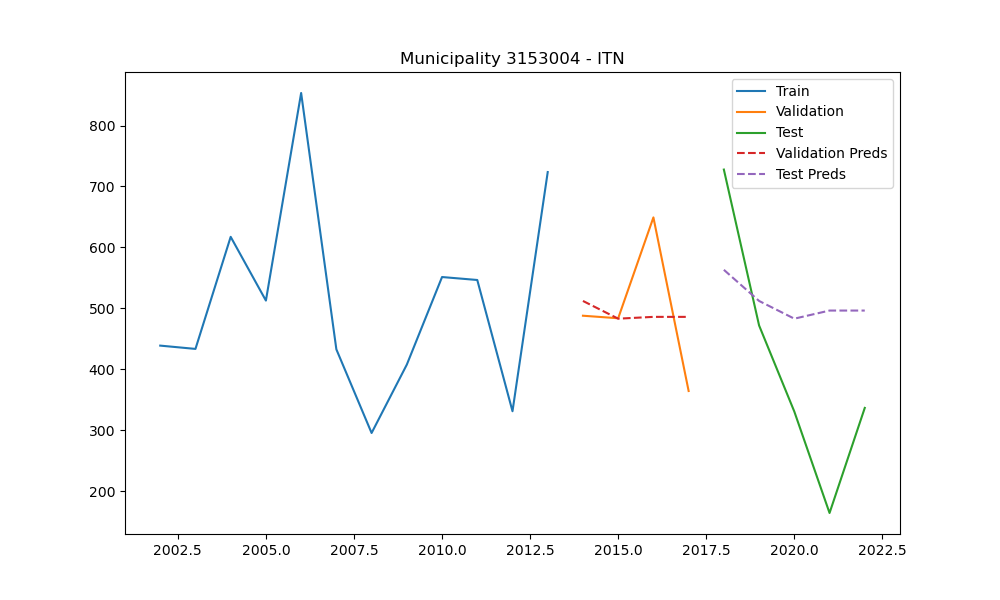 Municipality 3153004 - ITN
Train
Validation
Test
Validation Preds
Test Preds
800
700
600
500
400
300
200
2002.5 2005.0 2007.5 2010.0 2012.5 2015.0 2017.5 2020.0 2022.5